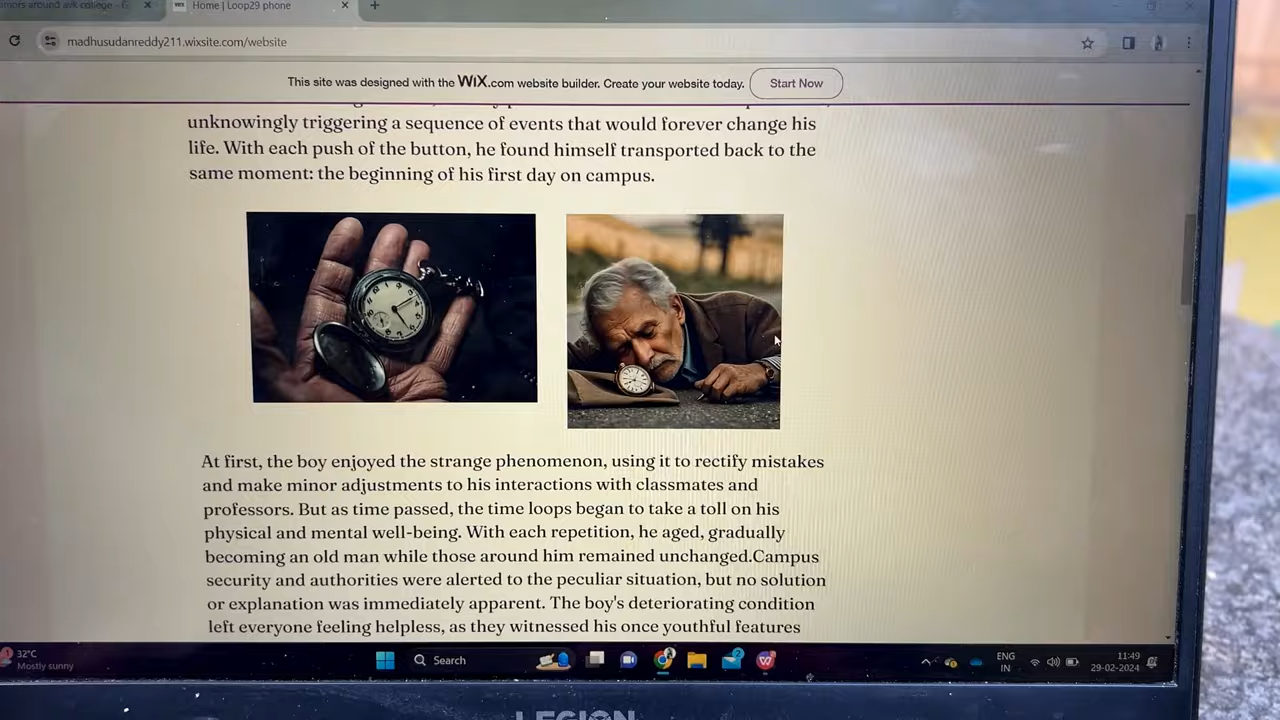 Home | Loop29 phone
madhusudanreddy211.wixsite.com/website
This site was designed with the WiX.com website builder. Create your website today.
Start Now
unknowingly triggering a sequence of events that would forever change his
life. With each push of the button, he found himself transported back to the
same moment: the beginning of his first day on campus.
At first, the boy enjoyed the strange phenomenon, using it to rectify mistakes
and make minor adjustments to his interactions with classmates and
professors. But as time passed, the time loops began to take a toll on his
physical and mental well-being. With each repetition, he aged, gradually
becoming an old man while those around him remained unchanged.Campus
security and authorities were alerted to the peculiar situation, but no solution
or explanation was immediately apparent. The boy's deteriorating condition
left everyone feeling helpless, as they witnessed his once youthful features
32°C
Mostly sunny
Search
ENG
IN
11:49
29-02-2024
LEGION